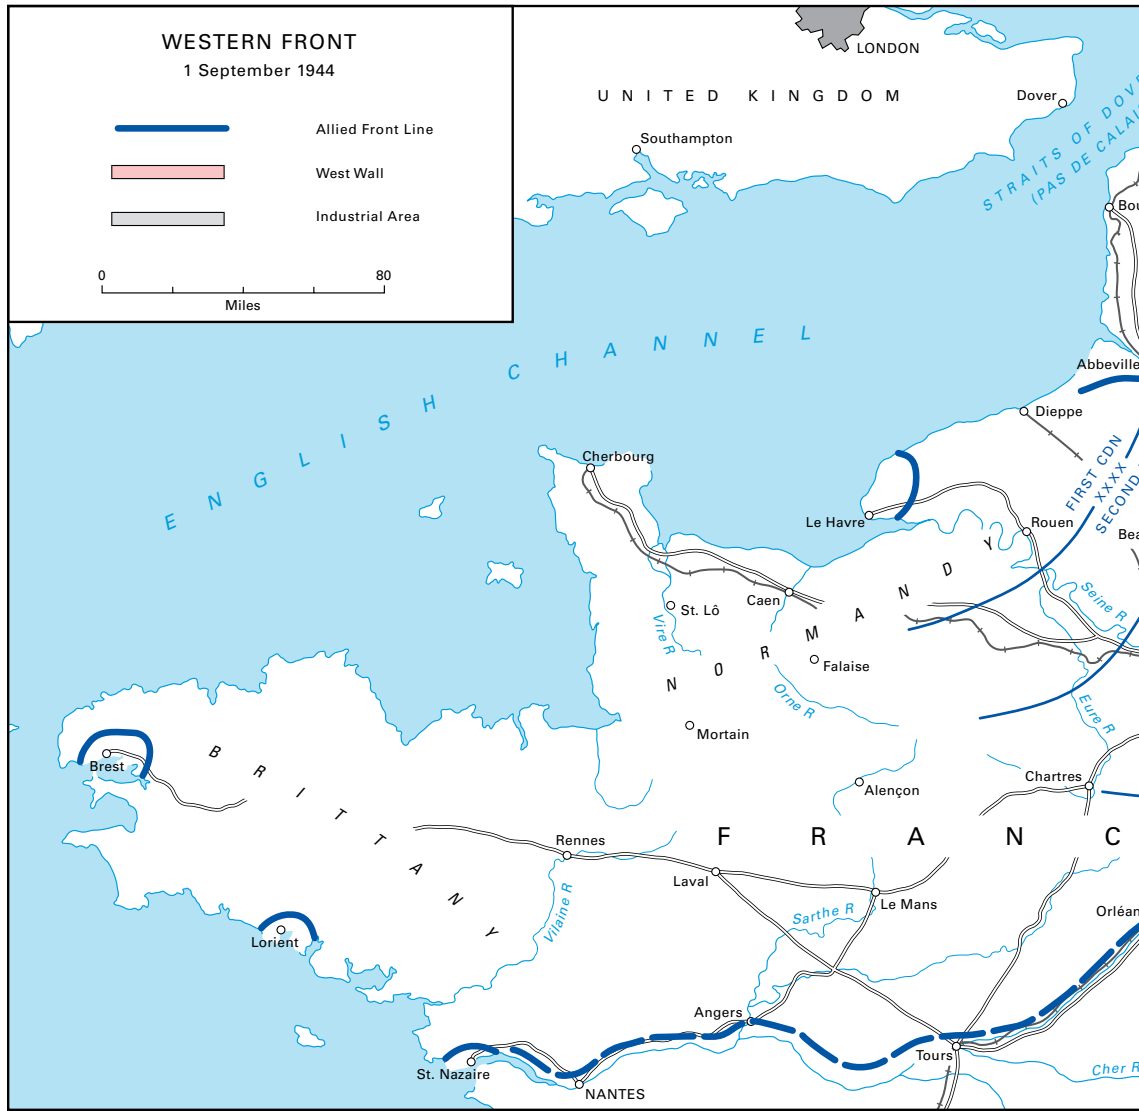 WESTERN FRONT
1 September 1944
Allied Front Line
West Wall
Industrial Area
0 80
Miles
LONDON
UNITED KINGDOM
Dover
Southampton
STRAITS OF DOVE
(PAS DE CALAI
Bou
ENGLISH CHANNEL
Abbeville
Dieppe
Cherbourg
FIRST CDN
XXXX
SECOND
Le Havre
Rouen
Bea
NORMANDY
Caen
St. Lô
Vire R
Seine R
Falaise
Orne R
Eure R
Mortain
Brest
BRITTANY
Chartres
Alençon
FRANC
Rennes
Laval
Le Mans
Vilaine R
Sarthe R
Orléan
Lorient
Angers
Tours
St. Nazaire
NANTES
Cher R